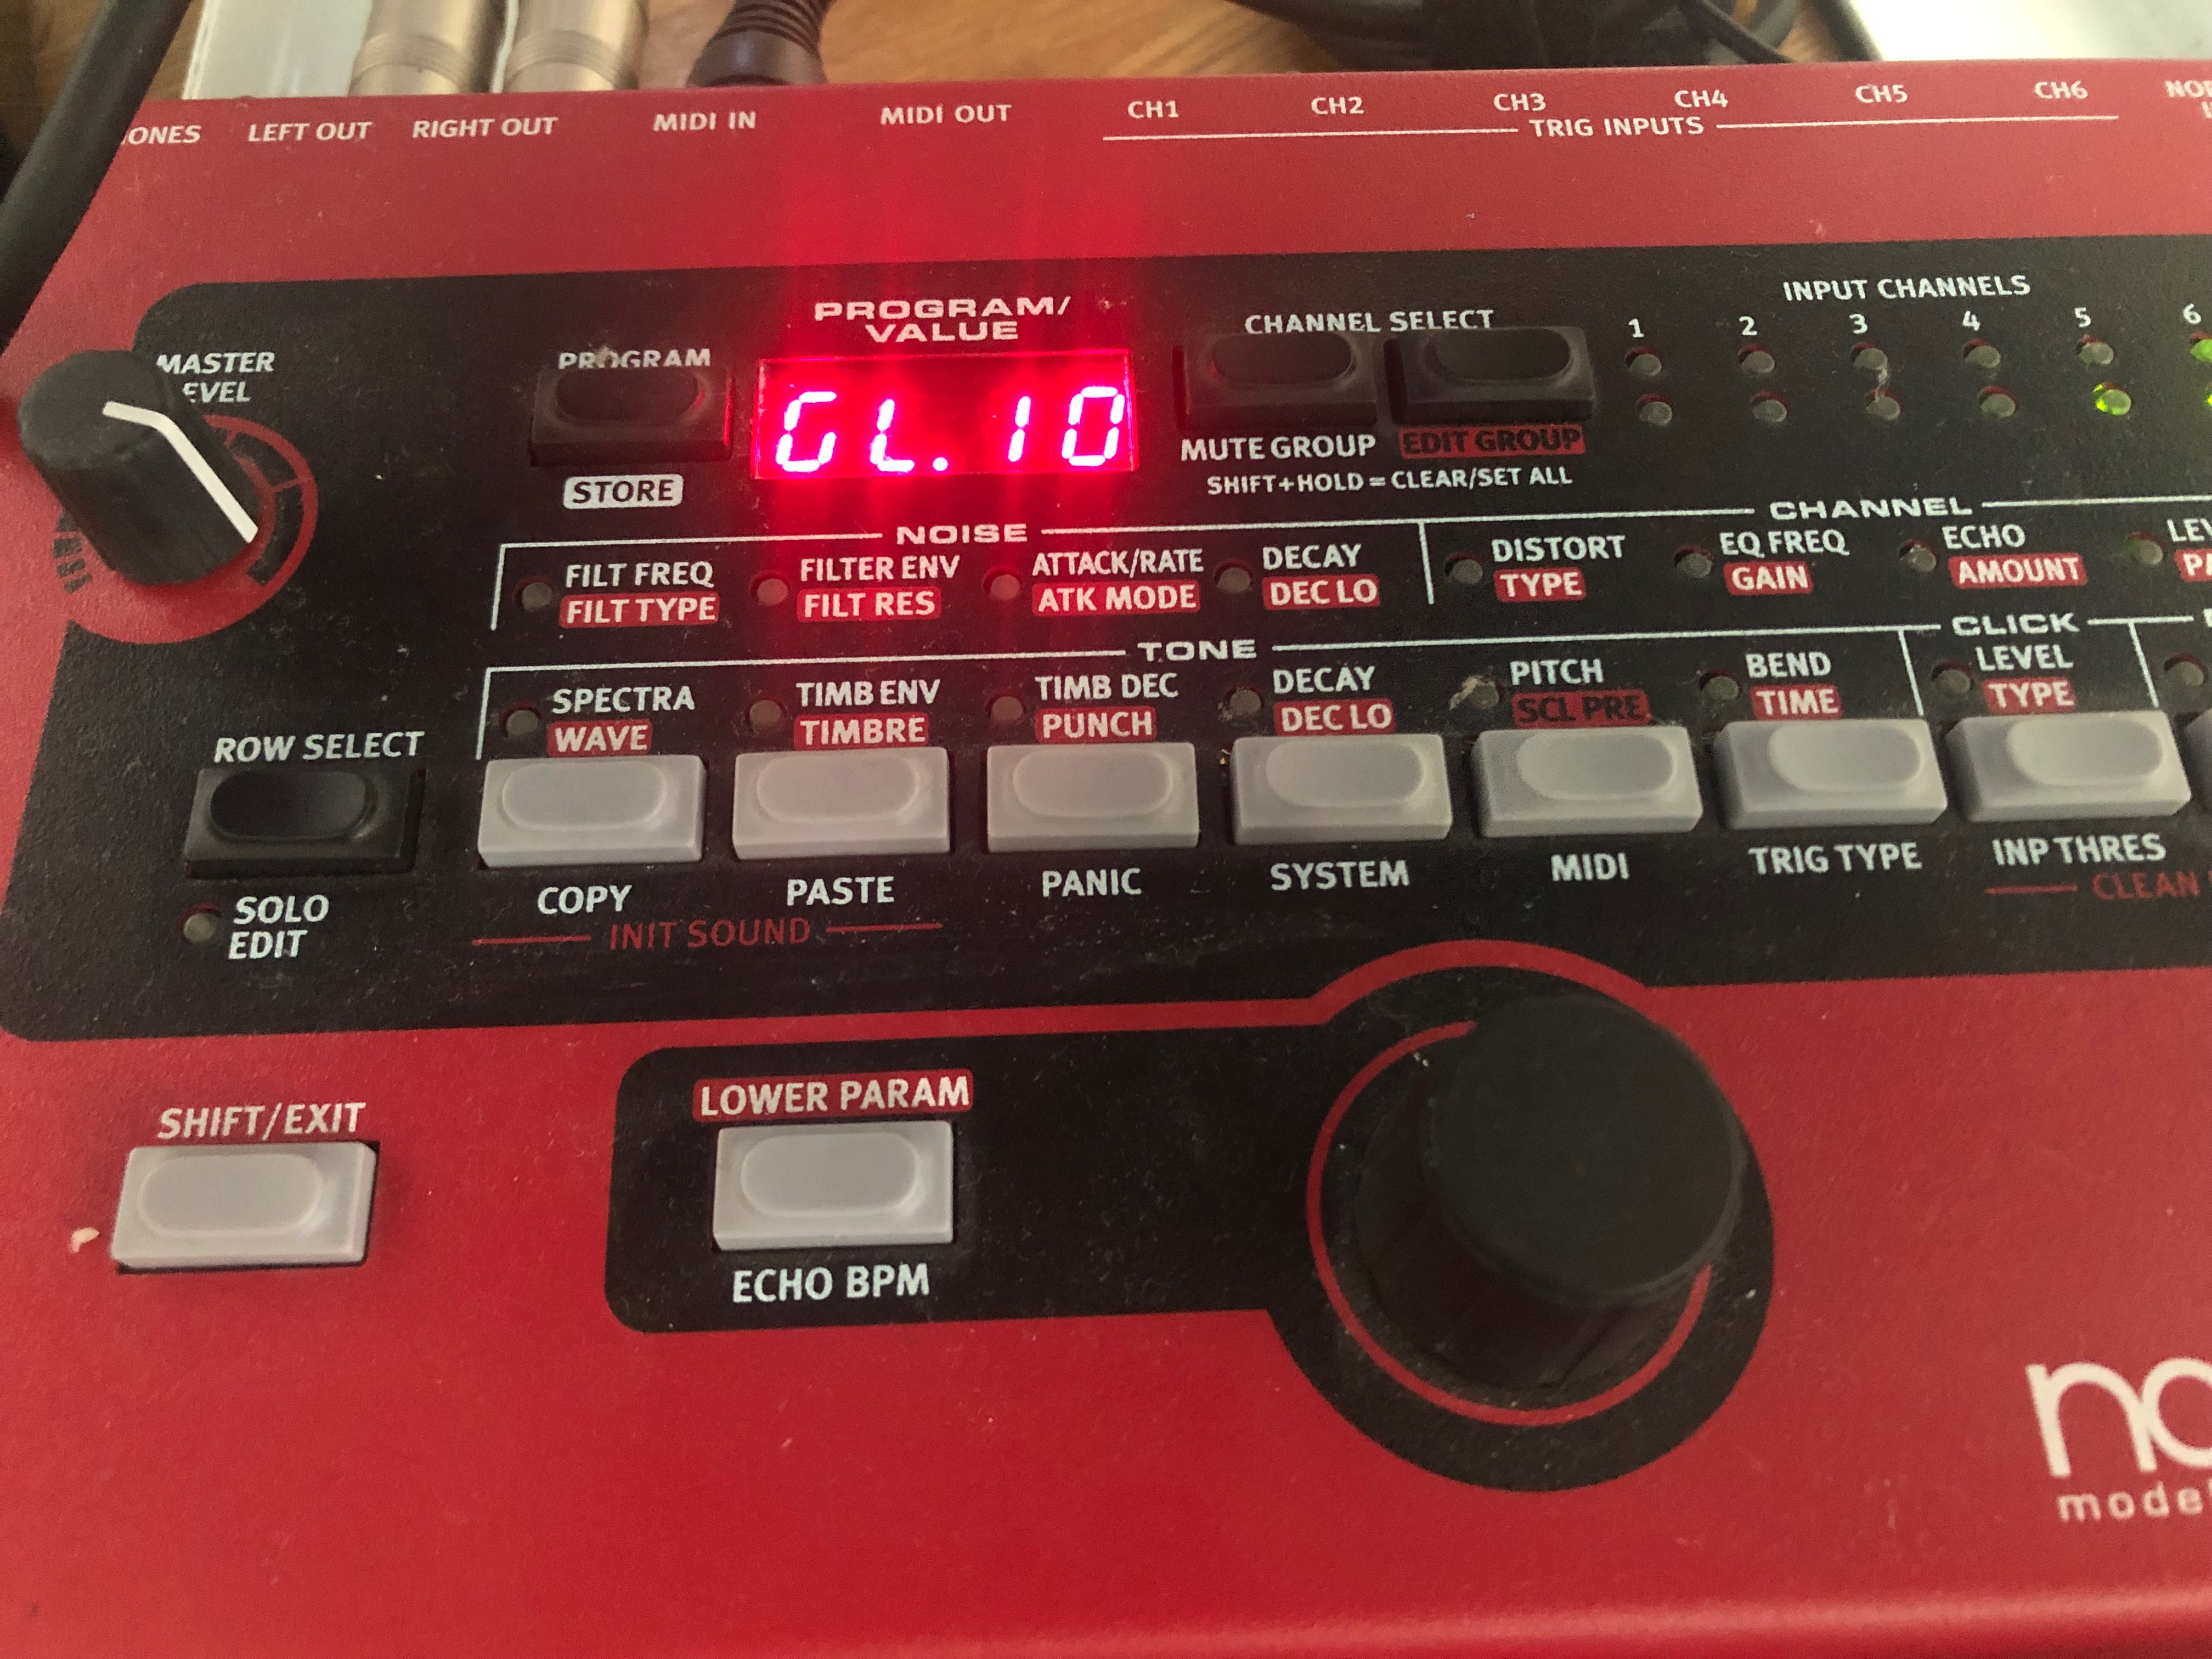 ONES LEFT OUT RIGHT OUT MIDI IN MIDI OUT CH1 CH2 CH3 CH4 CH5 CH6
TRIG INPUTS
PROGRAM/
VALUE
INPUT CHANNELS
CHANNEL SELECT
1 2 3 4 5 6
MASTER
EVEL
PROGRAM
GL. 10
MUTE GROUP EDIT GROUP
SHIFT+HOLD = CLEAR/SET ALL
STORE
NOISE
CHANNEL
FILT FREQ FILTER ENV ATTACK/RATE DECAY DISTORT EQ FREQ ECHO
FILT TYPE FILT RES ATK MODE DEC LO TYPE GAIN AMOUNT
TONE
CLICK
SPECTRA TIMB ENV TIMB DEC DECAY PITCH BEND LEVEL
WAVE TIMBRE PUNCH DEC LO SCL PRE TIME TYPE
ROW SELECT
COPY PASTE PANIC SYSTEM MIDI TRIG TYPE INP THRES
INIT SOUND
CLEAN
SOLO
EDIT
LOWER PARAM
SHIFT/EXIT
ECHO BPM